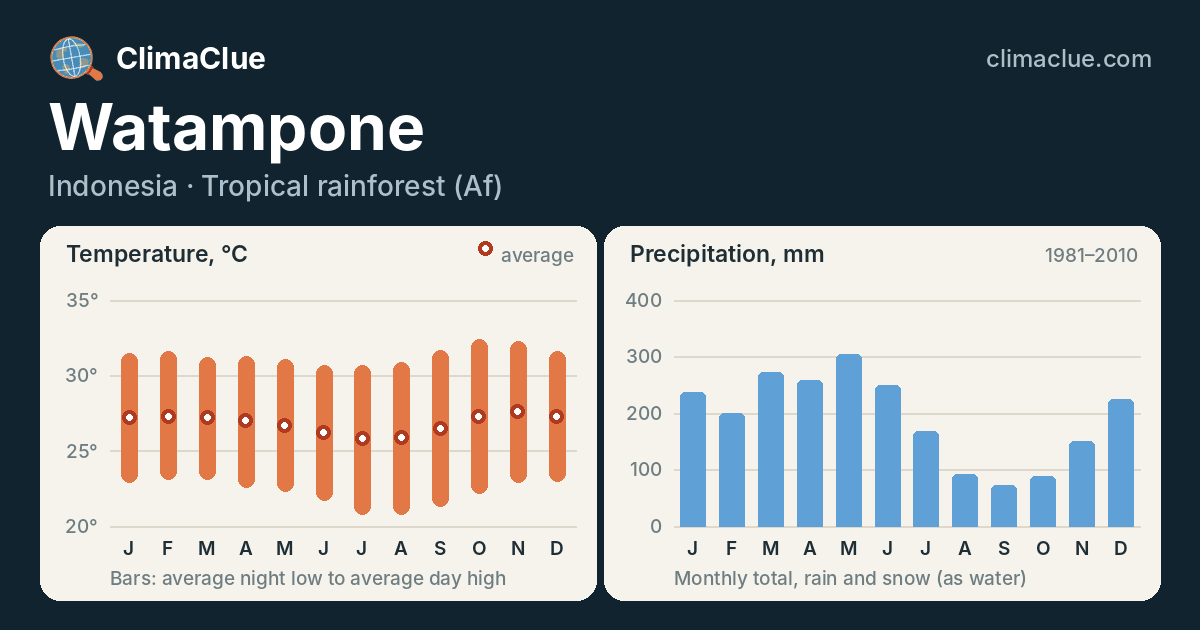 ClimaClue
climaclue.com
Watampone
Indonesia · Tropical rainforest (Af)
Temperature, °C
average
35°
30°
25°
20°
J F M A M J J A S O N D
Bars: average night low to average day high
Precipitation, mm
1981–2010
400
300
200
100
0
J F M A M J J A S O N D
Monthly total, rain and snow (as water)